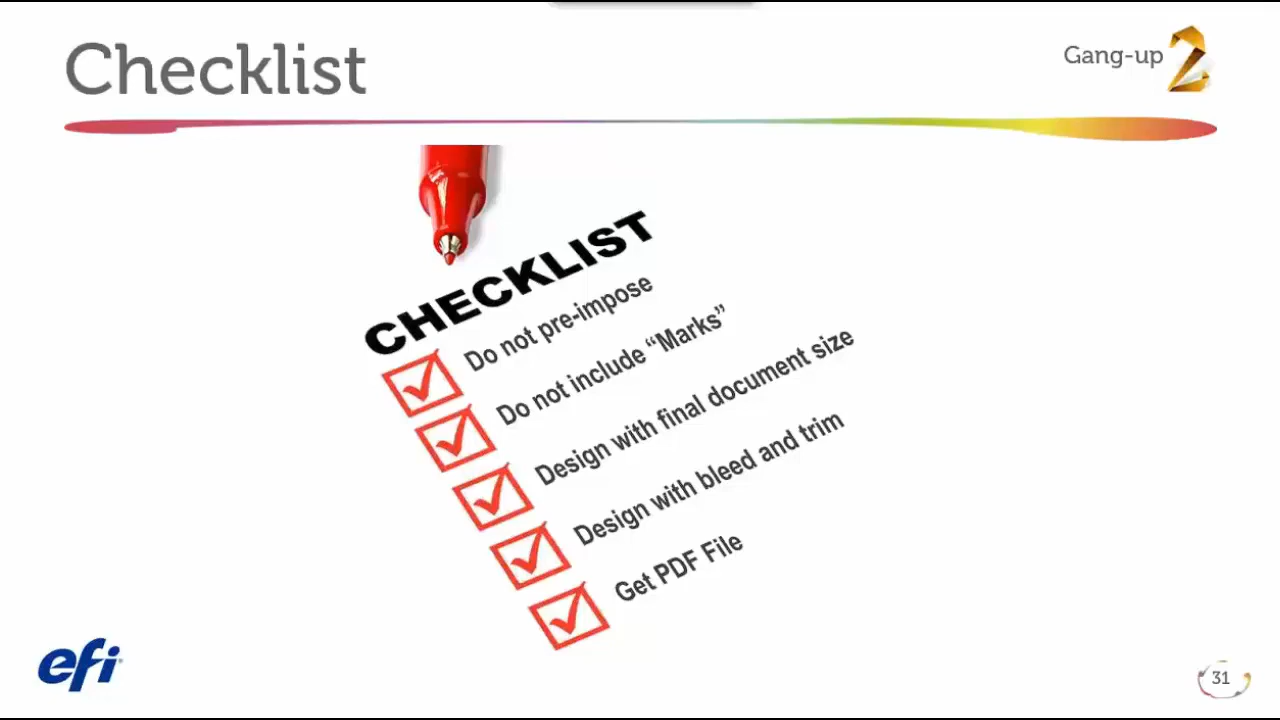 Checklist
Gang-up 2
CHECKLIST
Do not pre-impose
Do not include “Marks”
Design with final document size
Design with bleed and trim
Get PDF File
efi
31